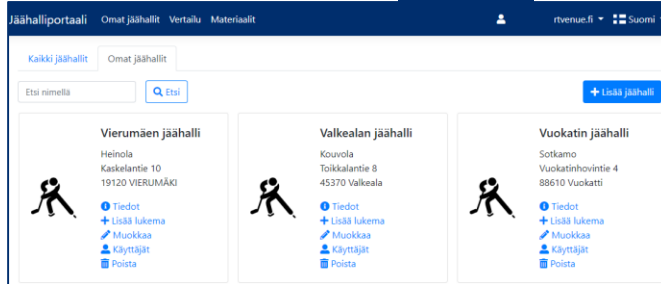 Jäähalliportaali Omat jäähallit Vertailu Materiaalit rtvenue.fi Suomi
Kaikki jäähallit Omat jäähallit
Etsi nimellä Etsi + Lisää jäähalli
Vierumäen jäähalli
Heinola
Kaskelantie 10
19120 VIERUMÄKI
Tiedot
+ Lisää lukema
Muokkaa
Käyttäjät
Poista
Valkealan jäähalli
Kouvola
Toikkalantie 8
45370 Valkeala
Tiedot
+ Lisää lukema
Muokkaa
Käyttäjät
Poista
Vuokatin jäähalli
Sotkamo
Vuokatinhovintie 4
88610 Vuokatti
Tiedot
+ Lisää lukema
Muokkaa
Käyttäjät
Poista